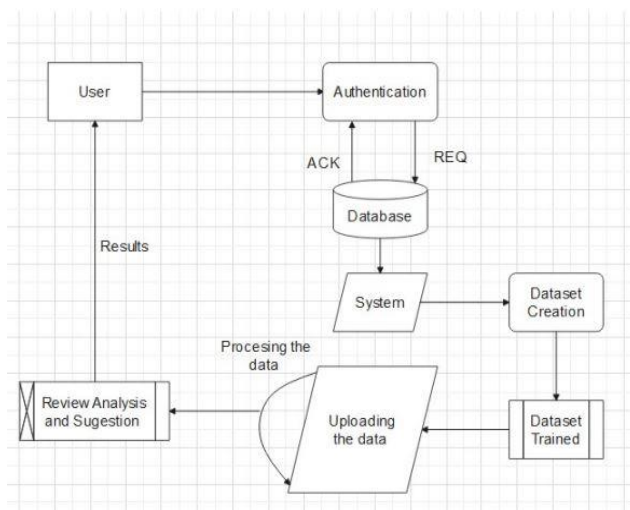 User
Authentication
ACK
REQ
Database
Results
System
Dataset
Creation
Procesing the
data
Review Analysis
and Sugestion
Uploading
the data
Dataset
Trained